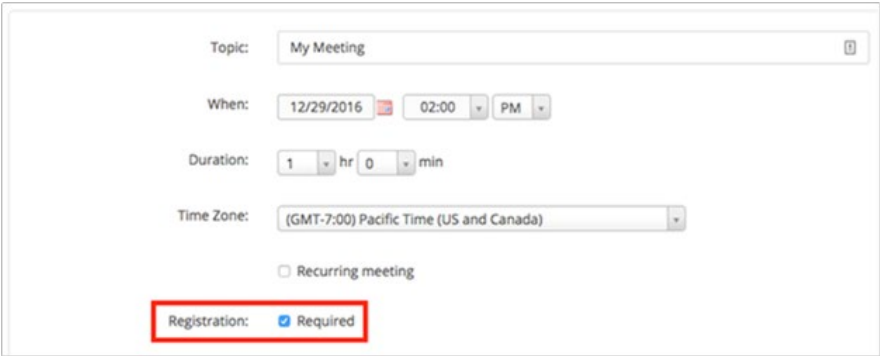 Topic: My Meeting
When: 12/29/2016 02:00 PM
Duration: 1 hr 0 min
Time Zone: (GMT-7:00) Pacific Time (US and Canada)
Recurring meeting
Registration: Required